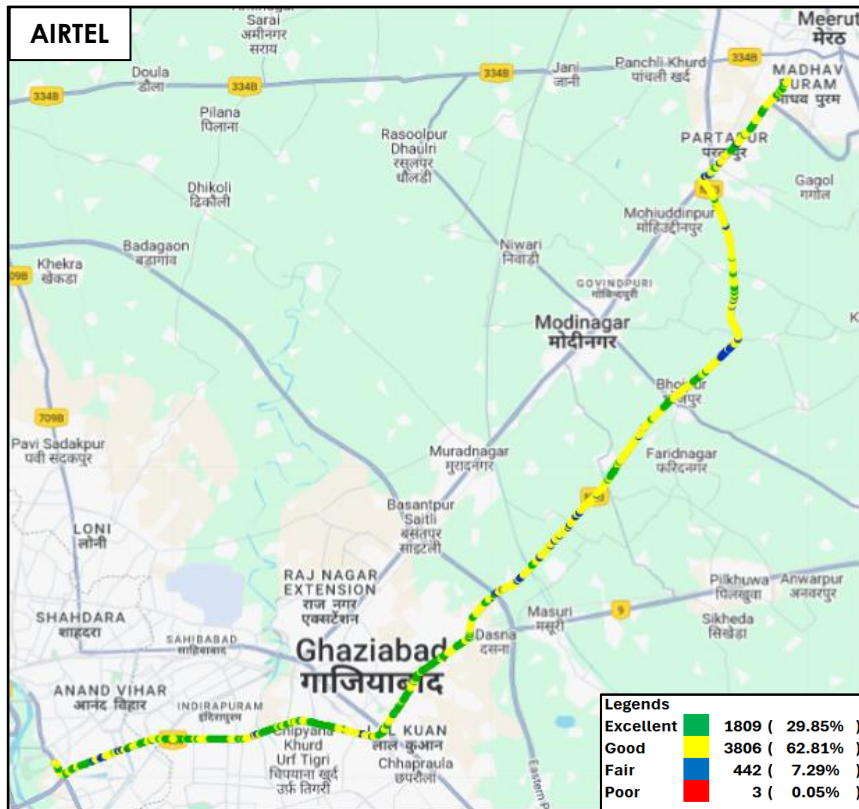 AIRTEL
Sarai
अमीनगर
सराय
Meerut
मेरठ
Doula
डौला
334B
334B
Jani
जानी
Panchli Khurd
पांचली खुर्द
334B
MADHAV
PURAM
माधव पुरम
334B
Pilana
पिलाना
Rasoolpur
Dhaulri
रसूलपुर
धौलडी
PARTAPUR
Dhikoli
ढिकौली
Gagol
गगोल
Mohiuddinpur
मोहिउद्दीनपुर
Badagaon
बड़ागांव
Niwari
निवाड़ी
Khekra
खेकडा
709B
GOVINDPURI
गोबिन्दपुरी
Modinagar
मोदीनगर
K
Bhojpur
709B
Pavi Sadakpur
पवी सदकपुर
Muradnagar
मुरादनगर
Faridnagar
फरिदनगर
Basantpur
Saitli
बसंतपुर
साइटली
LONI
लोनी
RAJ NAGAR
EXTENSION
राज नगर
एक्सटेंशन
Pilkhuwa
पिलखुवा
Anwarpur
अनवरपुर
SHAHDARA
शाहदरा
Masuri
मसूरी
9
Sikheda
सिखेड़ा
SAHIBABAD
साहिबाबाद
Dasna
दसना
Ghaziabad
गाजियाबाद
ANAND VIHAR
आनंद विहार
INDIRAPURAM
इंदिरापुरम
Chipyana
Khurd
Urf Tigri
चिपयाना खुर्द
उर्फ़ तिगरी
LAL KUAN
लाल कुआन
Chhapraula
छपरौला
Eastern P
Legends
Excellent 1809 ( 29.85% )
Good 3806 ( 62.81% )
Fair 442 ( 7.29% )
Poor 3 ( 0.05% )